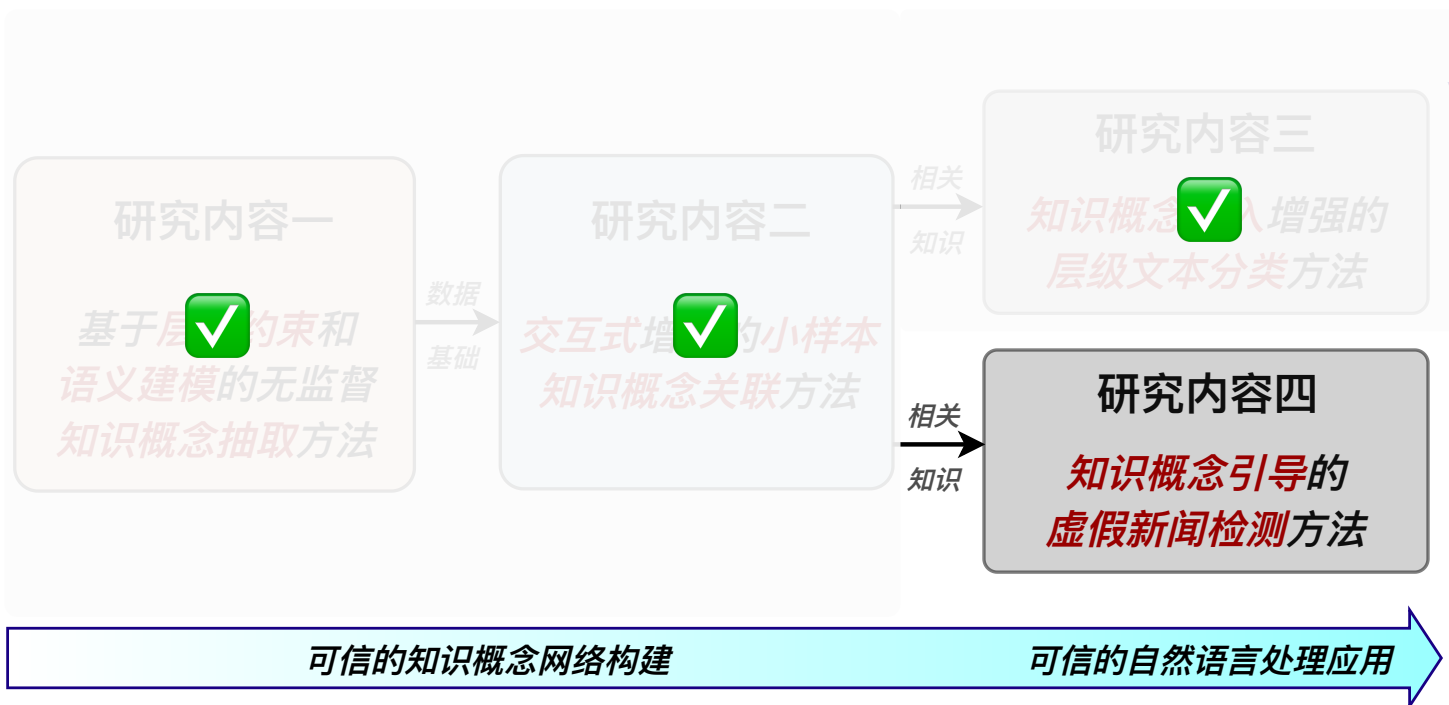 研究内容一
基于层 约束和
语义建模的无监督
知识概念抽取方法
数据
基础
研究内容二
交互式增 的小样本
知识概念关联方法
相关
知识
研究内容三
知识概念 入增强的
层级文本分类方法
相关
知识
研究内容四
知识概念引导的
虚假新闻检测方法
可信的知识概念网络构建
可信的自然语言处理应用